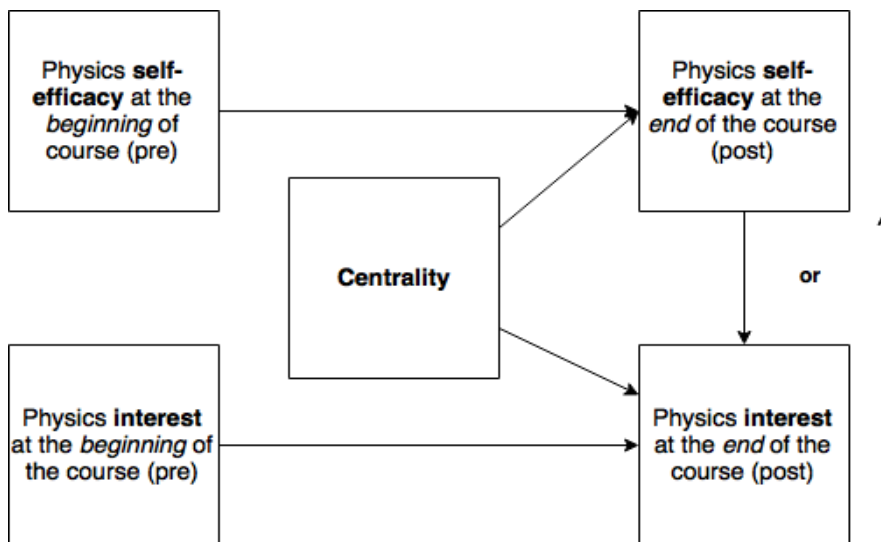 Physics self-
efficacy at the
beginning of
course (pre)
Physics self-
efficacy at the
end of the course
(post)
Centrality
or
Physics interest
at the beginning of
the course (pre)
Physics interest
at the end of the
course (post)